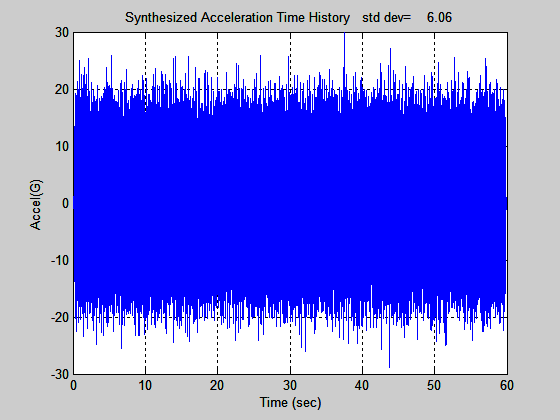 Synthesized Acceleration Time History std dev= 6.06
30
20
10
0
-10
-20
-30
Accel(G)
0 10 20 30 40 50 60
Time (sec)